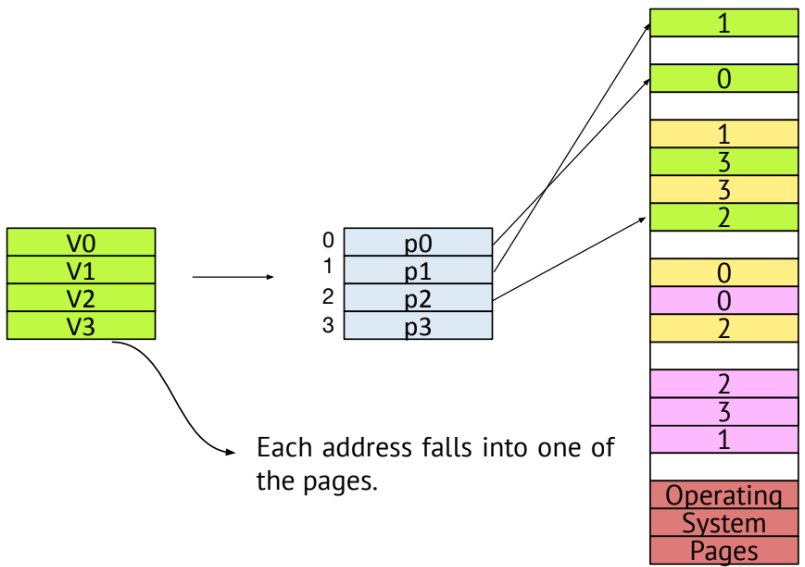 V0
V1
V2
V3
0
1
2
3
p0
p1
p2
p3
Each address falls into one of
the pages.
1
0
1
3
3
2
0
0
2
2
3
1
Operating
System
Pages